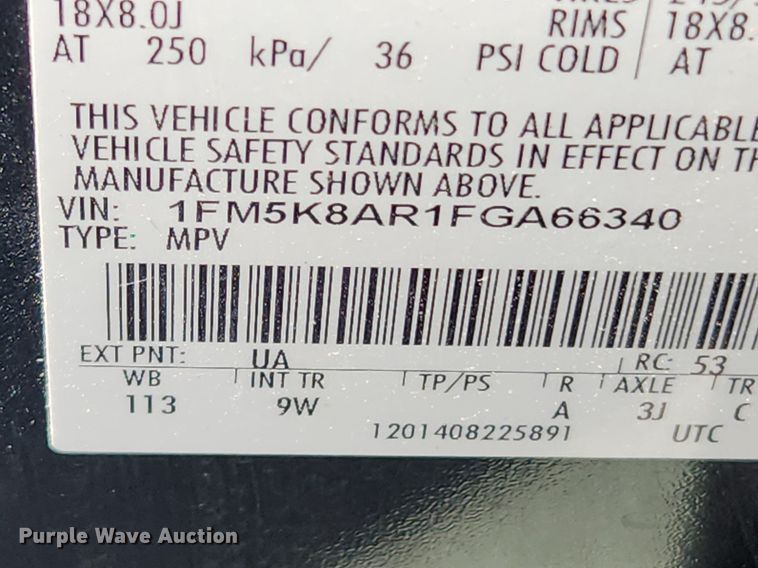 18X8.0J RIMS 18X8.
AT 250 kPa/ 36 PSI COLD AT
THIS VEHICLE CONFORMS TO ALL APPLICABLE
VEHICLE SAFETY STANDARDS IN EFFECT ON TH
MANUFACTURE SHOWN ABOVE.
VIN: 1FM5K8AR1FGA66340
TYPE: MPV
EXT PNT: UA RC: 53
WB INT TR TP/PS R AXLE TR
113 9W A 3J C
1201408225891 UTC
Purple Wave Auction